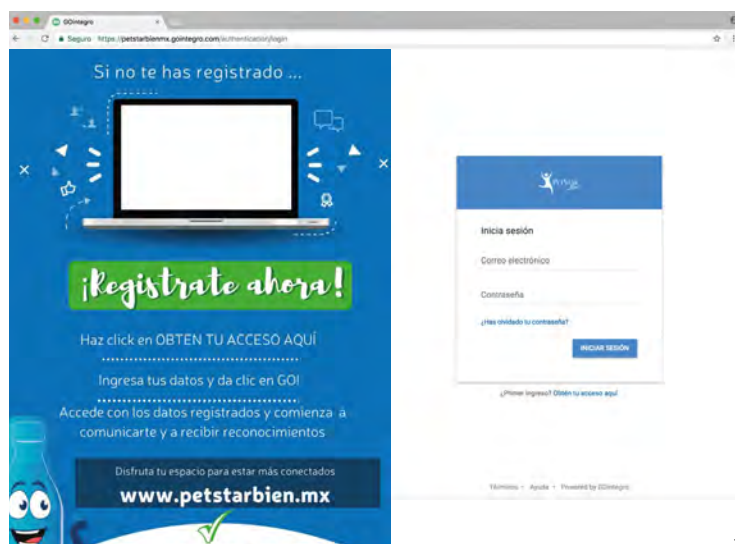 GOintegro
Seguro https://petstarbienmx.gointegro.com/authentication/login
Si no te has registrado ...
¡Registrate ahora!
Haz click en OBTEN TU ACCESO AQUÍ
Ingresa tus datos y da clic en GO!
Accede con los datos registrados y comienza a
comunicarte y a recibir reconocimientos
Disfruta tu espacio para estar más conectados
www.petstarbien.mx
Inicia sesión
Correo electrónico
Contraseña
¿Has olvidado tu contraseña?
INICIAR SESIÓN
¿Primer ingreso? Obtén tu acceso aquí
Términos - Ayuda - Powered by GOintegro